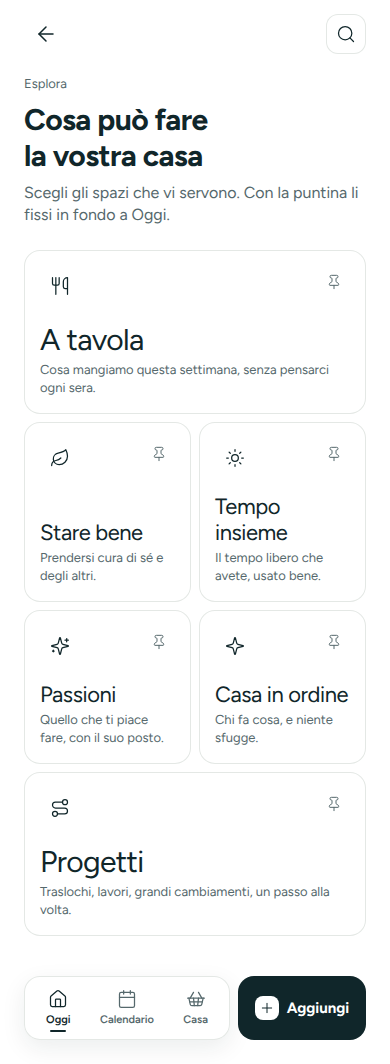 Esplora
Cosa può fare
la vostra casa
Scegli gli spazi che vi servono. Con la puntina li
fissi in fondo a Oggi.
A tavola
Cosa mangiamo questa settimana, senza pensarci
ogni sera.
Stare bene
Prendersi cura di sé e
degli altri.
Tempo
insieme
Il tempo libero che
avete, usato bene.
Passioni
Quello che ti piace
fare, con il suo posto.
Casa in ordine
Chi fa cosa, e niente
sfugge.
Progetti
Traslochi, lavori, grandi cambiamenti, un passo alla
volta.
Oggi
Calendario
Casa
Aggiungi